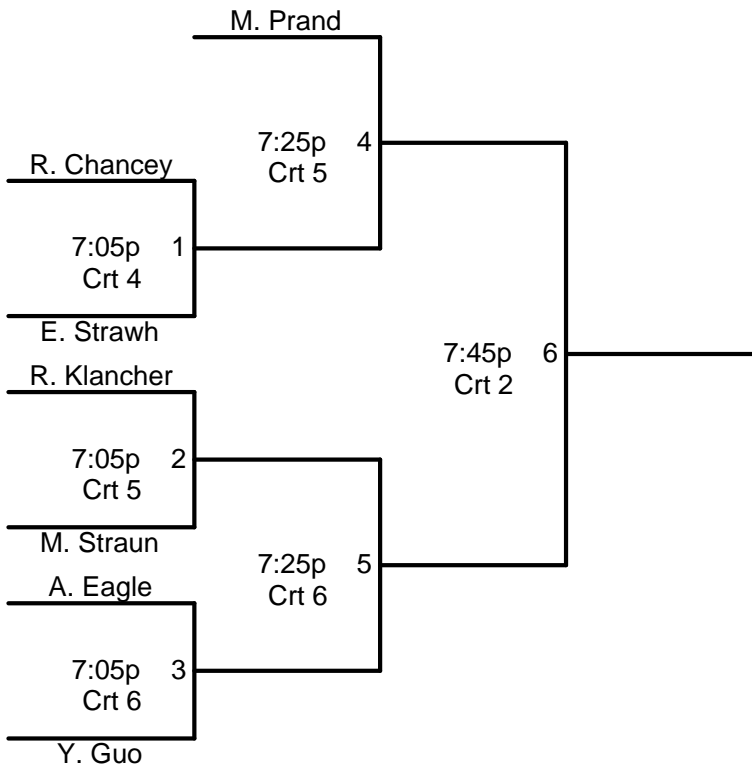 M. Prand
7:25p 4
Crt 5
R. Chancey
7:05p 1
Crt 4
E. Strawh
R. Klancher
7:45p 6
Crt 2
7:05p 2
Crt 5
M. Straun
7:25p 5
Crt 6
A. Eagle
7:05p 3
Crt 6
Y. Guo